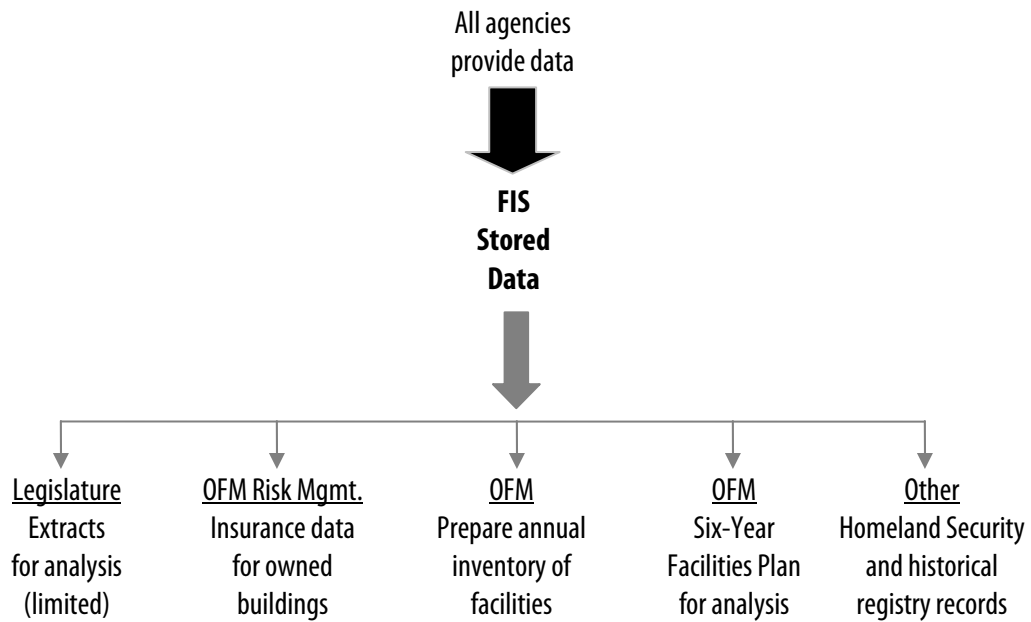 All agencies
provide data
FIS
Stored
Data
Legislature
Extracts
for analysis
(limited)
OFM Risk Mgmt.
Insurance data
for owned
buildings
OFM
Prepare annual
inventory of
facilities
OFM
Six-Year
Facilities Plan
for analysis
Other
Homeland Security
and historical
registry records